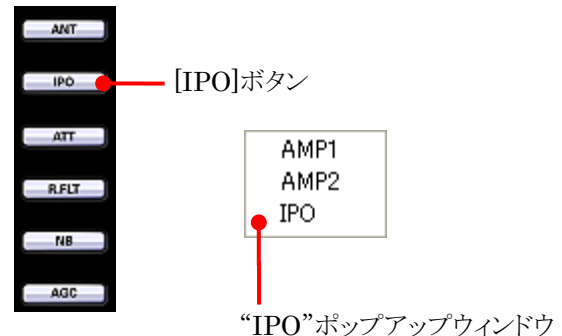 ANT
IPO
[IPO]ボタン
ATT
AMP1
AMP2
IPO
R.FLT
NB
AGC
“IPO”ポップアップウィンドウ